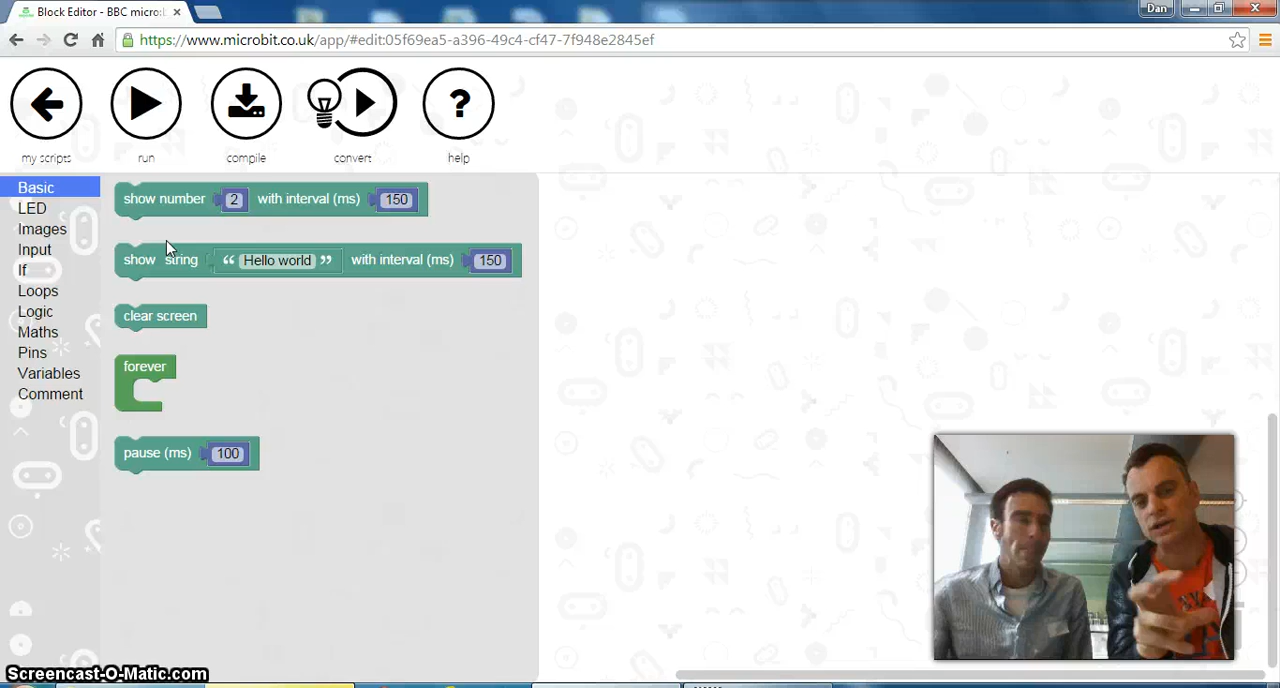 Block Editor - BBC micro:
Dan
https://www.microbit.co.uk/app/#edit:05f69ea5-a396-49c4-cf47-7f948e2845ef
my scripts
run
compile
convert
?
help
Basic
LED
Images
Input
If
Loops
Logic
Maths
Pins
Variables
Comment
show number 2 with interval (ms) 150
show string “ Hello world ” with interval (ms) 150
clear screen
forever
pause (ms) 100
Screencast-O-Matic.com